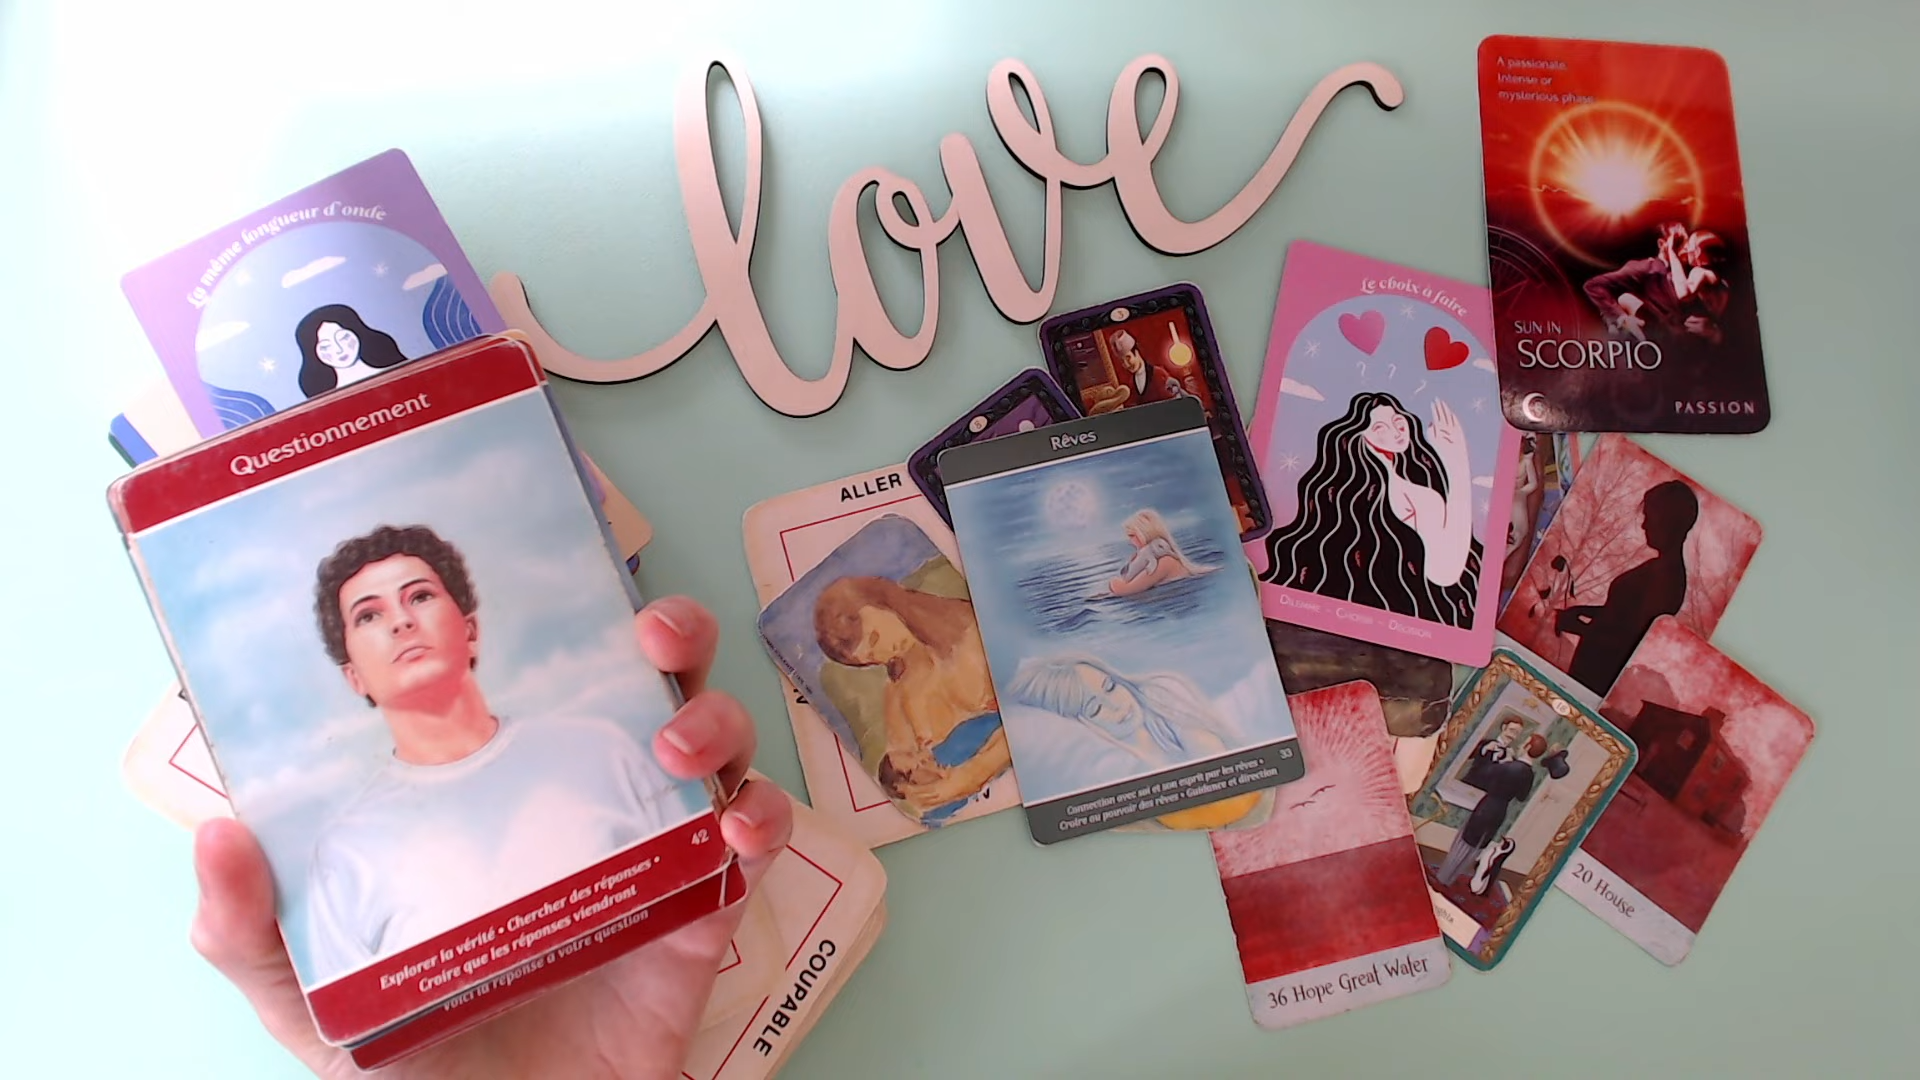 love
A passionate,
Intense or
mysterious phase
SUN IN
SCORPIO
PASSION
La même longueur d'onde
Le choix à faire
DILEMME - CHOISIR - DÉCISION
Questionnement
42
Explorer la vérité • Chercher des réponses •
Croire que les réponses viendront
Voici la réponse à votre question
ALLER
Rêves
33
Connection avec soi et son esprit par les rêves •
Croire au pouvoir des rêves • Guidance et direction
COUPABLE
36 Hope Great Water
18
20 House